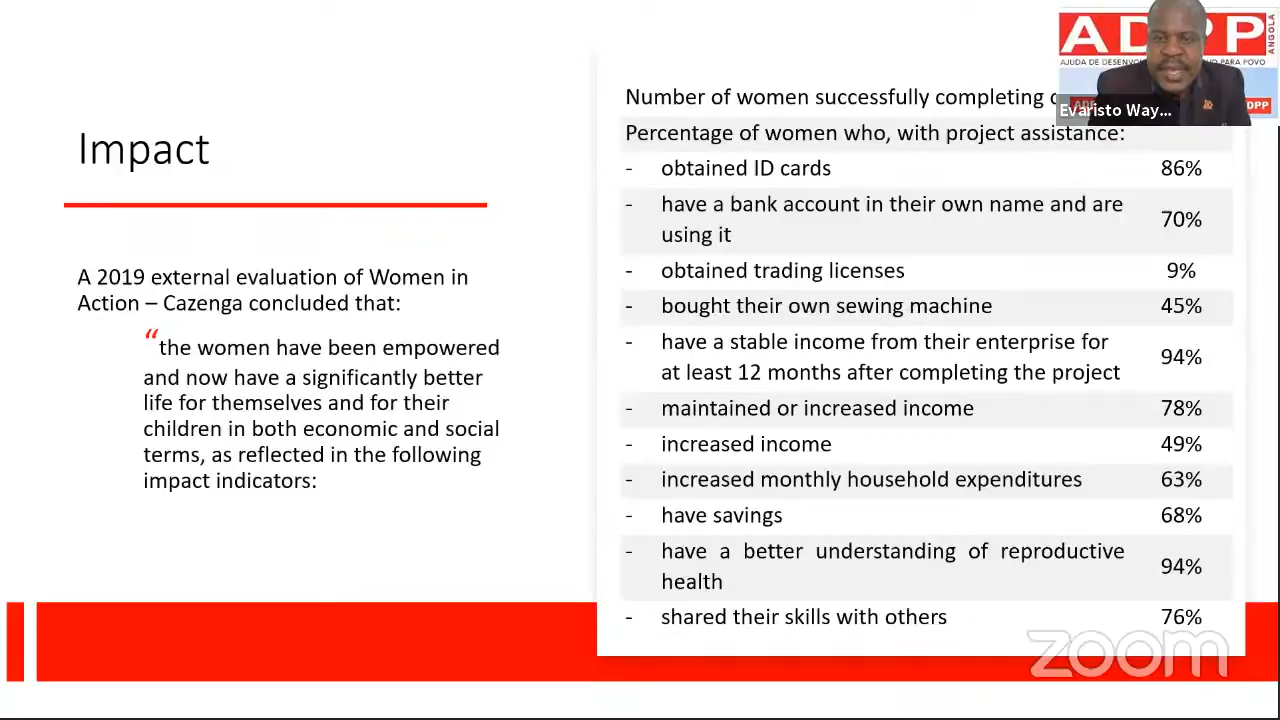 Impact
A 2019 external evaluation of Women in
Action – Cazenga concluded that:
“the women have been empowered
and now have a significantly better
life for themselves and for their
children in both economic and social
terms, as reflected in the following
impact indicators:
Number of women successfully completing
Percentage of women who, with project assistance:
- obtained ID cards 86%
- have a bank account in their own name and are
using it 70%
- obtained trading licenses 9%
- bought their own sewing machine 45%
- have a stable income from their enterprise for
at least 12 months after completing the project 94%
- maintained or increased income 78%
- increased income 49%
- increased monthly household expenditures 63%
- have savings 68%
- have a better understanding of reproductive
health 94%
- shared their skills with others 76%
ADPP
ANGOLA
AJUDA DE PARA POVO
DPP
Evaristo Way...
zoom